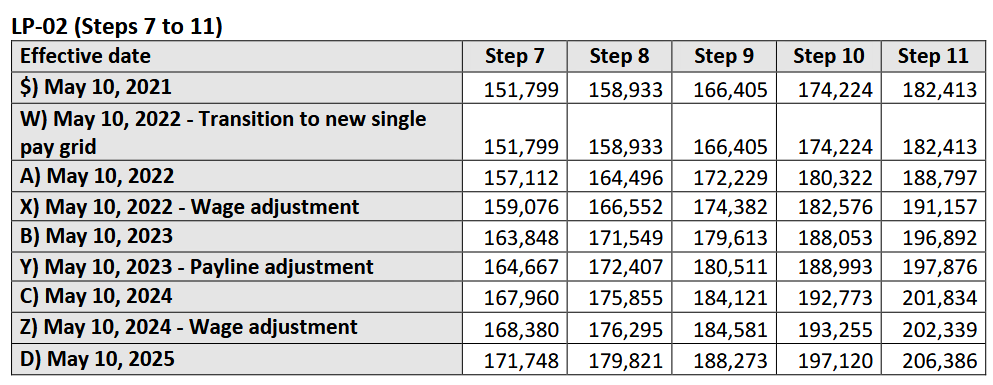 LP-02 (Steps 7 to 11)
Effective date Step 7 Step 8 Step 9 Step 10 Step 11
$) May 10, 2021 151,799 158,933 166,405 174,224 182,413
W) May 10, 2022 - Transition to new single
pay grid 151,799 158,933 166,405 174,224 182,413
A) May 10, 2022 157,112 164,496 172,229 180,322 188,797
X) May 10, 2022 - Wage adjustment 159,076 166,552 174,382 182,576 191,157
B) May 10, 2023 163,848 171,549 179,613 188,053 196,892
Y) May 10, 2023 - Payline adjustment 164,667 172,407 180,511 188,993 197,876
C) May 10, 2024 167,960 175,855 184,121 192,773 201,834
Z) May 10, 2024 - Wage adjustment 168,380 176,295 184,581 193,255 202,339
D) May 10, 2025 171,748 179,821 188,273 197,120 206,386